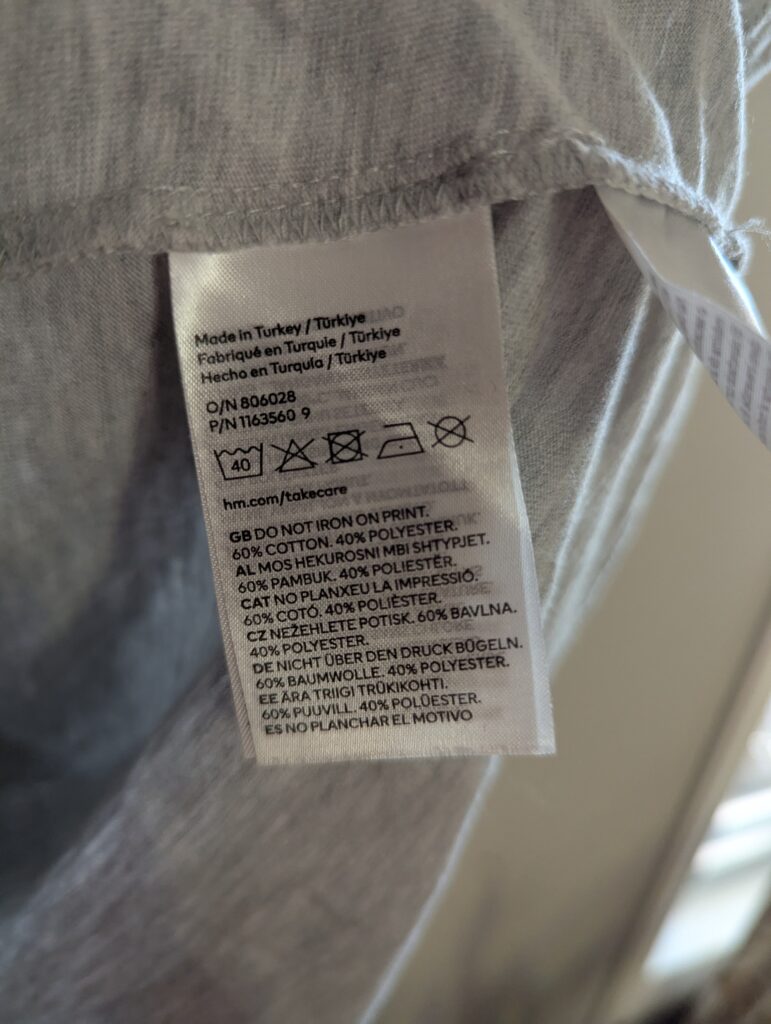 Made in Turkey / Türkiye
Fabriqué en Turquie / Türkiye
Hecho en Turquía / Türkiye
O/N 806028
P/N 1163560 9
40
hm.com/takecare
GB DO NOT IRON ON PRINT.
60% COTTON. 40% POLYESTER.
AL MOS HEKUROSNI MBI SHTYPJET.
60% PAMBUK. 40% POLIESTËR.
CAT NO PLANXEU LA IMPRESSIÓ.
60% COTÓ. 40% POLIÈSTER.
CZ NEŽEHLETE POTISK. 60% BAVLNA.
40% POLYESTER.
DE NICHT ÜBER DEN DRUCK BÜGELN.
60% BAUMWOLLE. 40% POLYESTER.
EE ÄRA TRIIGI TRÜKIKOHTI.
60% PUUVILL. 40% POLÜESTER.
ES NO PLANCHAR EL MOTIVO